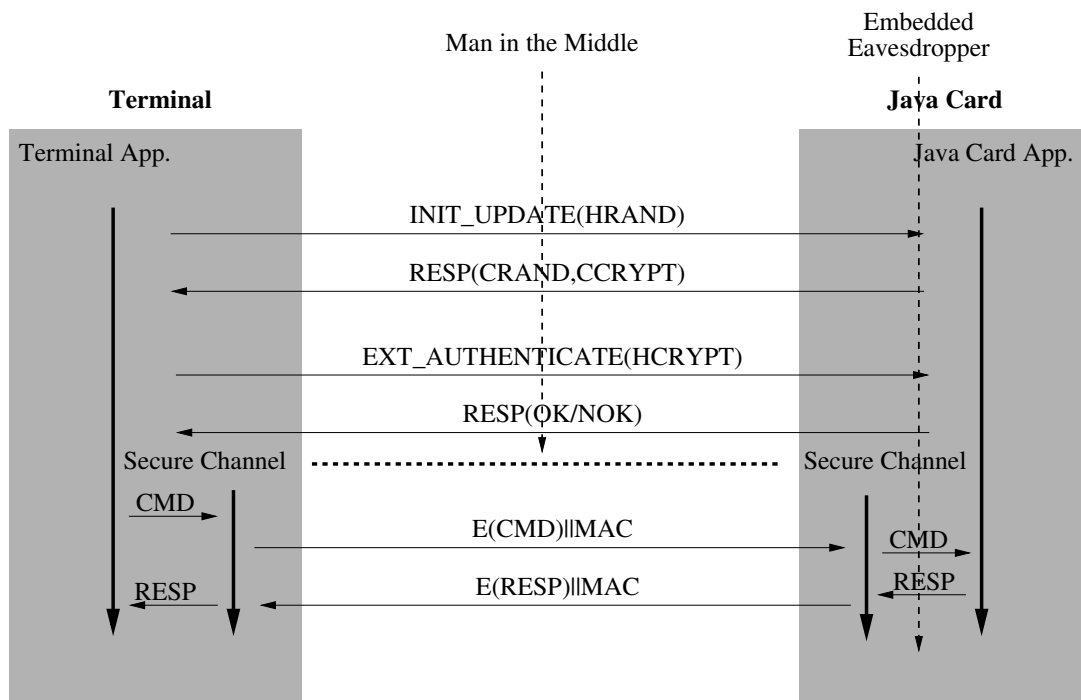 Embedded
Eavesdropper
Man in the Middle
Terminal
Java Card
Terminal App.
Java Card App.
INIT_UPDATE(HRAND)
RESP(CRAND,CCRYPT)
EXT_AUTHENTICATE(HCRYPT)
RESP(OK/NOK)
Secure Channel
Secure Channel
CMD
E(CMD)||MAC
CMD
RESP
E(RESP)||MAC
RESP